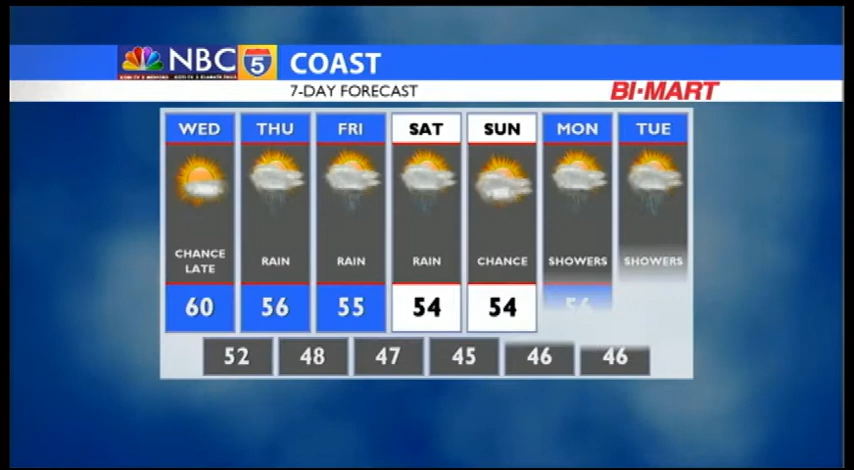 NBC 5 COAST
7-DAY FORECAST BI-MART
WED THU FRI SAT SUN MON TUE
CHANCE LATE RAIN RAIN RAIN CHANCE SHOWERS SHOWERS
60 56 55 54 54 56
52 48 47 45 46 46